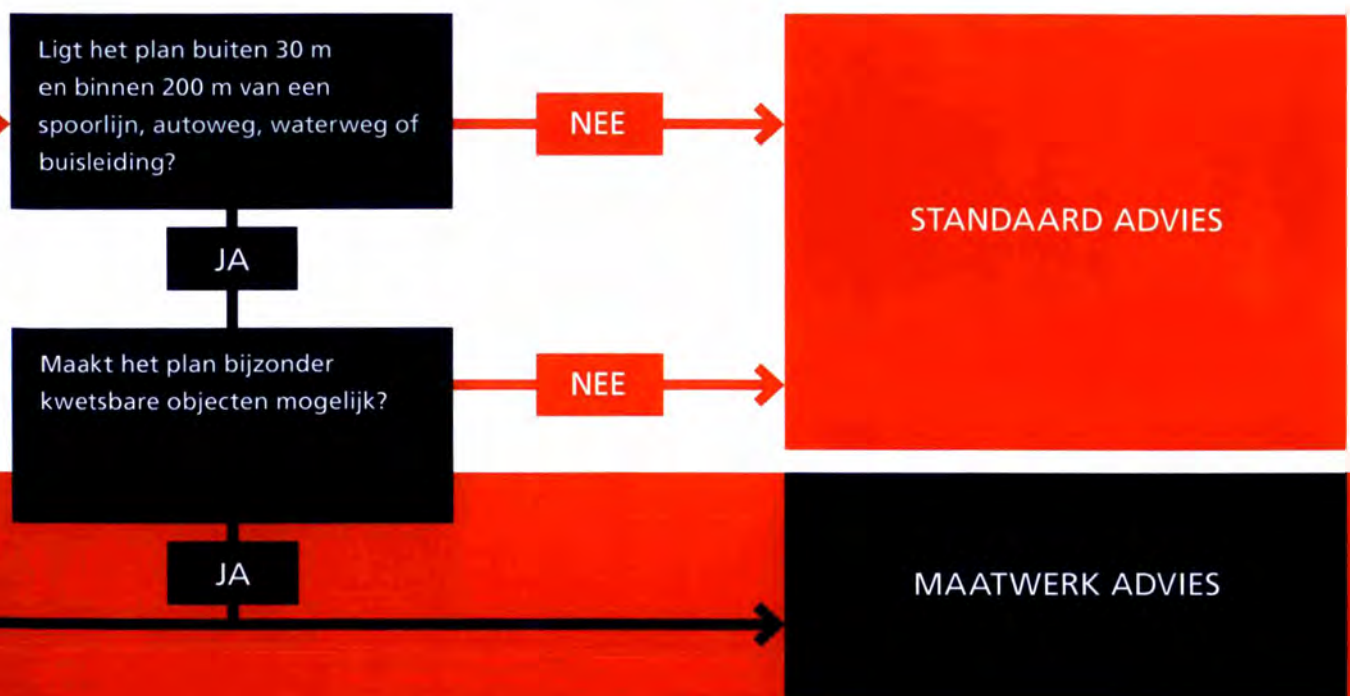 Ligt het plan buiten 30 m
en binnen 200 m van een
spoorlijn, autoweg, waterweg of
buisleiding?
NEE
STANDAARD ADVIES
JA
Maakt het plan bijzonder
kwetsbare objecten mogelijk?
NEE
JA
MAATWERK ADVIES